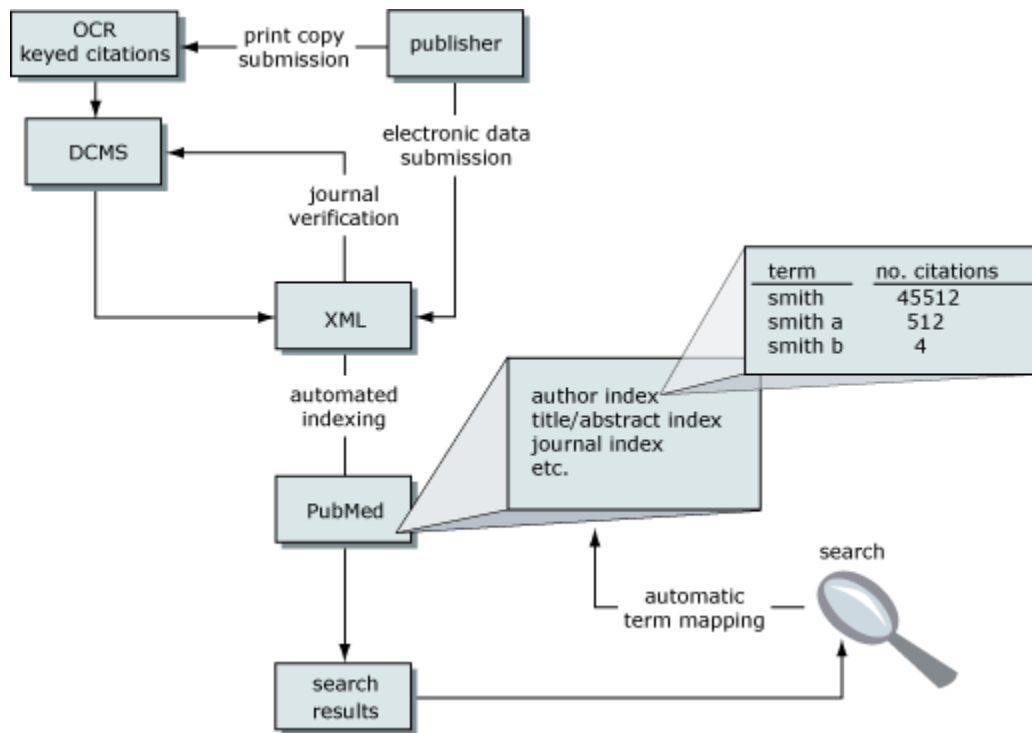 OCR
keyed citations
print copy
submission
publisher
DCMS
electronic data
submission
journal
verification
XML
term no. citations
smith 45512
smith a 512
smith b 4
automated
indexing
author index
title/abstract index
journal index
etc.
PubMed
search
automatic
term mapping
search
results